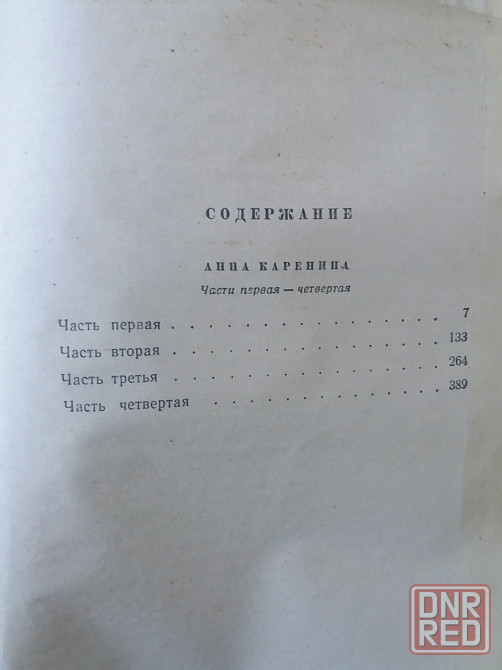 СОДЕРЖАНИЕ
АННА КАРЕНИНА
Части первая — четвертая
Часть первая . . . . . . . . . . . . . . . . 7
Часть вторая . . . . . . . . . . . . . . . 133
Часть третья . . . . . . . . . . . . . . . 264
Часть четвертая . . . . . . . . . . . . . 389
DNR
RED